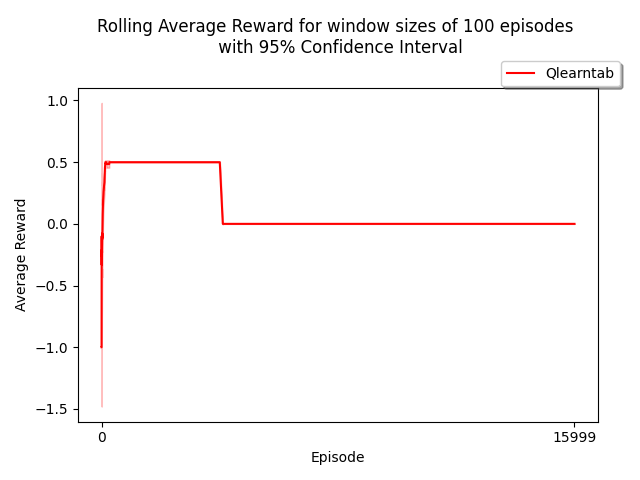 Rolling Average Reward for window sizes of 100 episodes
with 95% Confidence Interval
Qlearntab
1.0
0.5
0.0
−0.5
−1.0
−1.5
Average Reward
0
15999
Episode